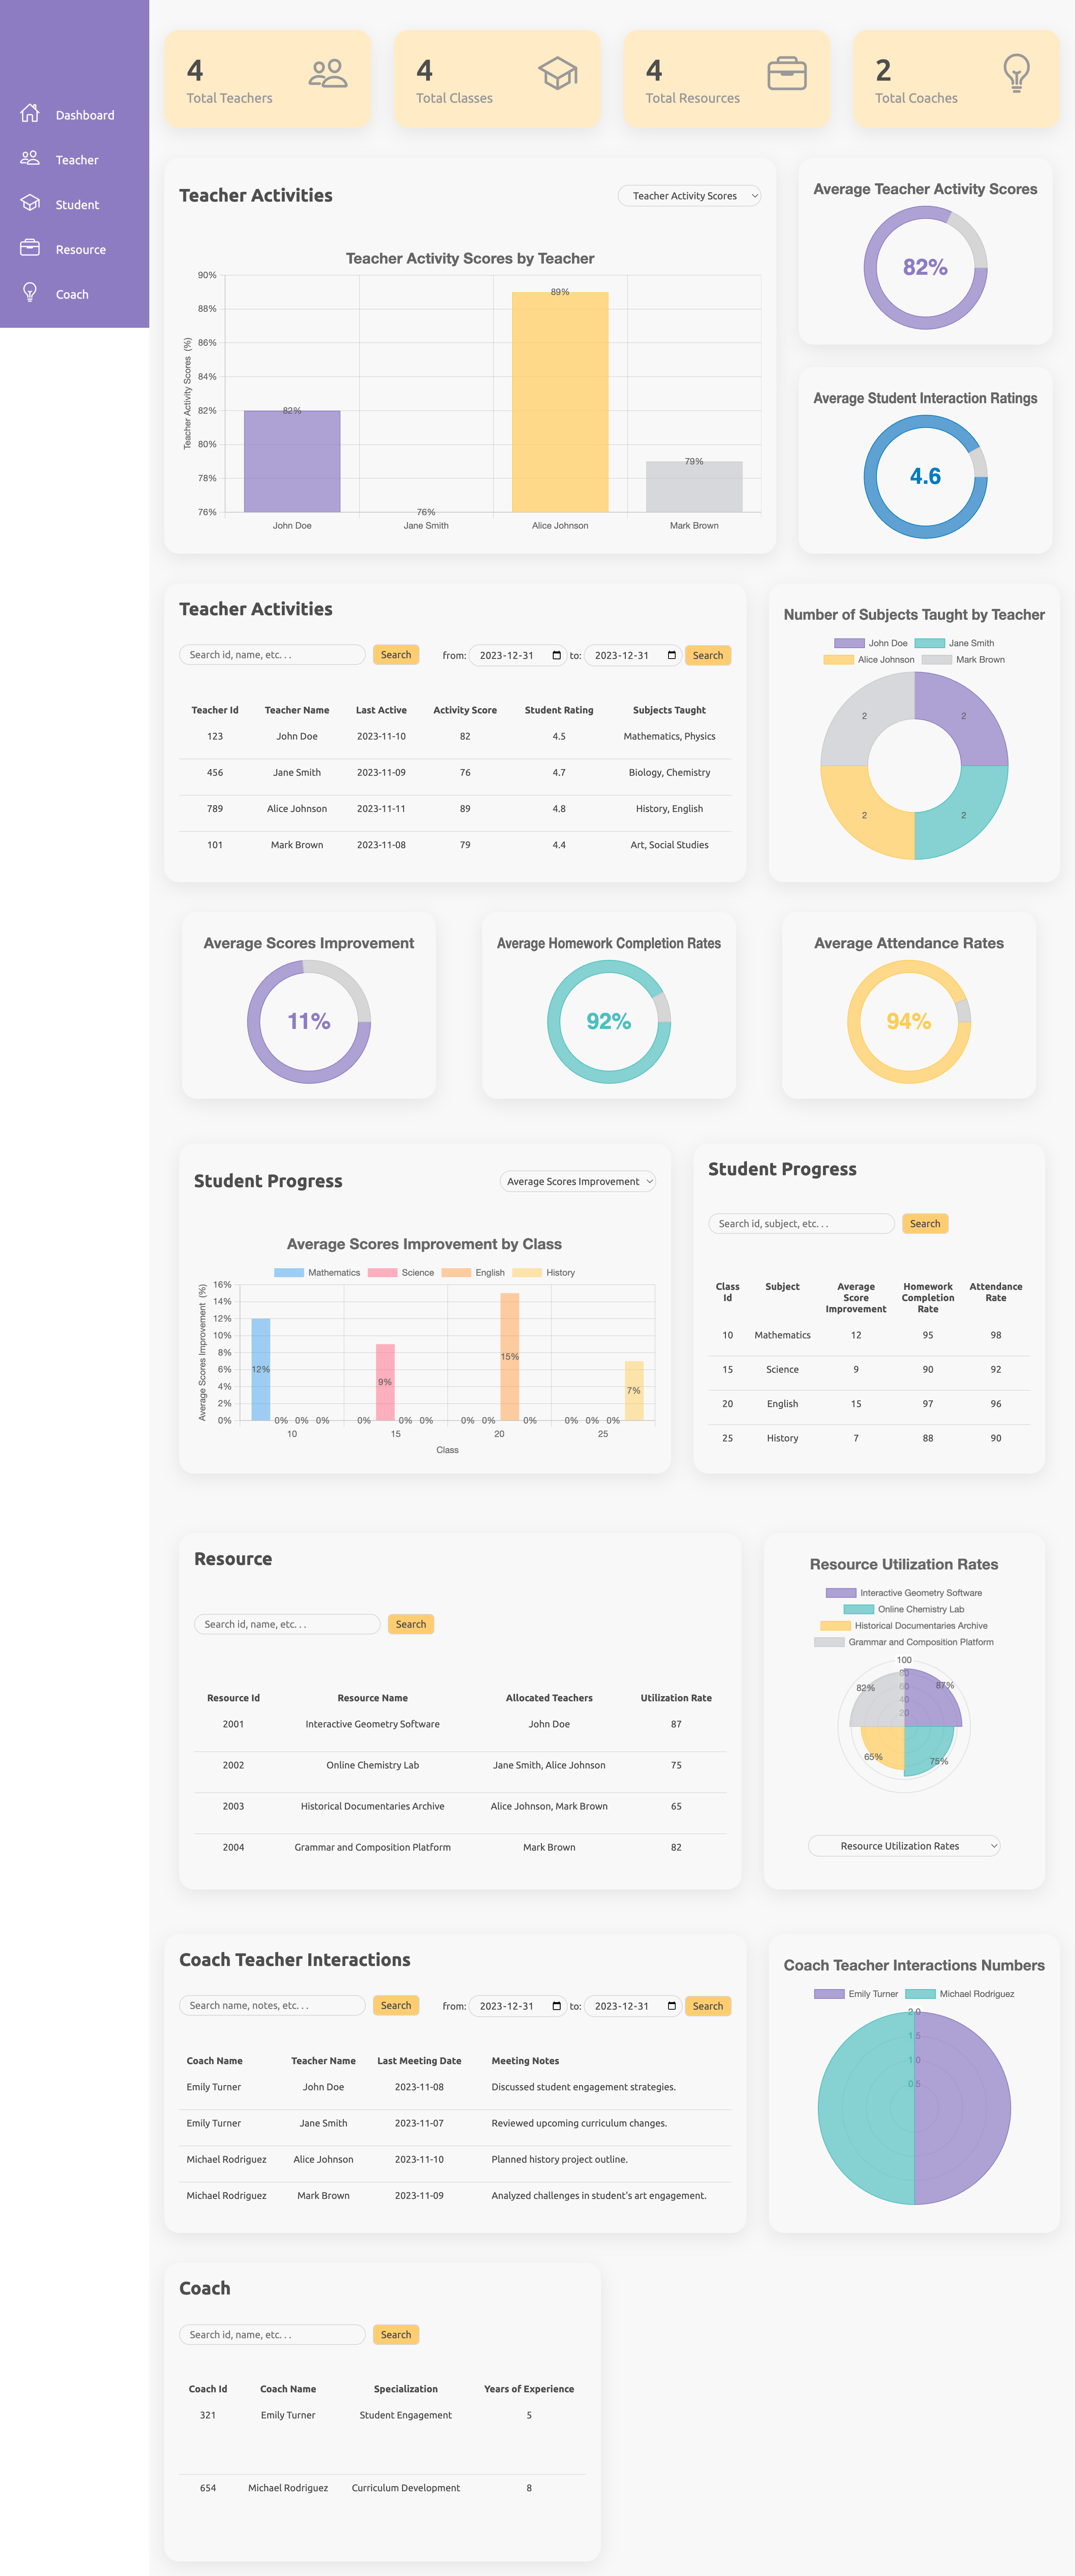 Dashboard
Teacher
Student
Resource
Coach
4
Total Teachers
4
Total Classes
4
Total Resources
2
Total Coaches
Teacher Activities
Teacher Activity Scores
Teacher Activity Scores by Teacher
Teacher Activity Scores (%)
90%
88%
86%
84%
82%
80%
78%
76%
82%
76%
89%
79%
John Doe
Jane Smith
Alice Johnson
Mark Brown
Average Teacher Activity Scores
82%
Average Student Interaction Ratings
4.6
Teacher Activities
Search id, name, etc. . . Search from: 2023-12-31 to: 2023-12-31 Search
Teacher Id Teacher Name Last Active Activity Score Student Rating Subjects Taught
123 John Doe 2023-11-10 82 4.5 Mathematics, Physics
456 Jane Smith 2023-11-09 76 4.7 Biology, Chemistry
789 Alice Johnson 2023-11-11 89 4.8 History, English
101 Mark Brown 2023-11-08 79 4.4 Art, Social Studies
Number of Subjects Taught by Teacher
John Doe Jane Smith
Alice Johnson Mark Brown
2 2
2 2
Average Scores Improvement
11%
Average Homework Completion Rates
92%
Average Attendance Rates
94%
Student Progress
Average Scores Improvement
Average Scores Improvement by Class
Mathematics Science English History
Average Scores Improvement (%)
16%
14%
12%
10%
8%
6%
4%
2%
0%
12% 0% 0% 0%
0% 9% 0% 0%
0% 0% 15% 0%
0% 0% 0% 7%
10 15 20 25
Class
Student Progress
Search id, subject, etc. . . Search
Class Id Subject Average Score Improvement Homework Completion Rate Attendance Rate
10 Mathematics 12 95 98
15 Science 9 90 92
20 English 15 97 96
25 History 7 88 90
Resource
Search id, name, etc. . . Search
Resource Id Resource Name Allocated Teachers Utilization Rate
2001 Interactive Geometry Software John Doe 87
2002 Online Chemistry Lab Jane Smith, Alice Johnson 75
2003 Historical Documentaries Archive Alice Johnson, Mark Brown 65
2004 Grammar and Composition Platform Mark Brown 82
Resource Utilization Rates
Interactive Geometry Software
Online Chemistry Lab
Historical Documentaries Archive
Grammar and Composition Platform
100
80
60
40
20
82% 87%
65% 75%
Resource Utilization Rates
Coach Teacher Interactions
Search name, notes, etc. . . Search from: 2023-12-31 to: 2023-12-31 Search
Coach Name Teacher Name Last Meeting Date Meeting Notes
Emily Turner John Doe 2023-11-08 Discussed student engagement strategies.
Emily Turner Jane Smith 2023-11-07 Reviewed upcoming curriculum changes.
Michael Rodriguez Alice Johnson 2023-11-10 Planned history project outline.
Michael Rodriguez Mark Brown 2023-11-09 Analyzed challenges in student's art engagement.
Coach Teacher Interactions Numbers
Emily Turner Michael Rodriguez
2.0
1.5
1.0
0.5
Coach
Search id, name, etc. . . Search
Coach Id Coach Name Specialization Years of Experience
321 Emily Turner Student Engagement 5
654 Michael Rodriguez Curriculum Development 8